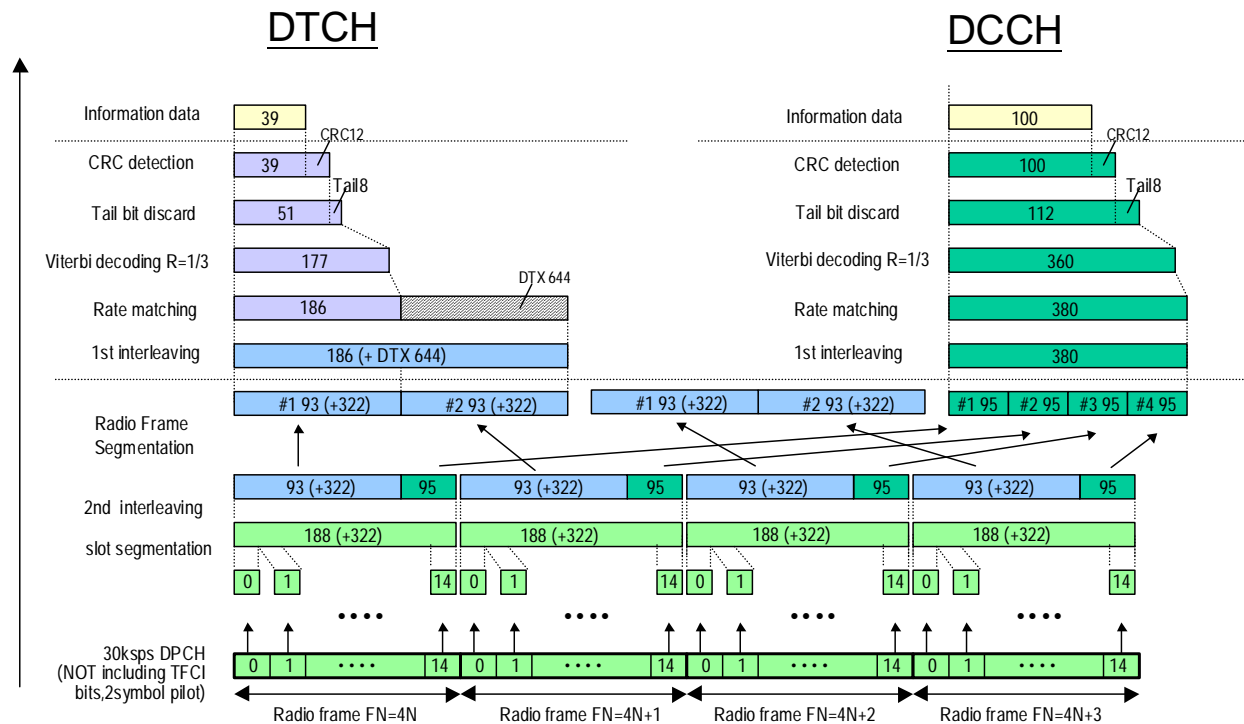 DTCH
DCCH
Information data
39
Information data
100
CRC12
CRC12
CRC detection
39
CRC detection
100
Tail8
Tail8
Tail bit discard
51
Tail bit discard
112
Viterbi decoding R=1/3
177
Viterbi decoding R=1/3
360
DTX 644
Rate matching
186
Rate matching
380
1st interleaving
186 (+ DTX 644)
1st interleaving
380
#1 93 (+322)
#2 93 (+322)
#1 93 (+322)
#2 93 (+322)
#1 95
#2 95
#3 95
#4 95
Radio Frame
Segmentation
93 (+322)
95
93 (+322)
95
93 (+322)
95
93 (+322)
95
2nd interleaving
188 (+322)
188 (+322)
188 (+322)
188 (+322)
slot segmentation
0
1
14
0
1
14
0
1
14
0
1
14
• • • •
• • • •
• • • •
• • • •
30ksps DPCH
(NOT including TFCI
bits,2symbol pilot)
0
1
• • • •
14
0
1
• • • •
14
0
1
• • • •
14
0
1
• • • •
14
Radio frame FN=4N
Radio frame FN=4N+1
Radio frame FN=4N+2
Radio frame FN=4N+3